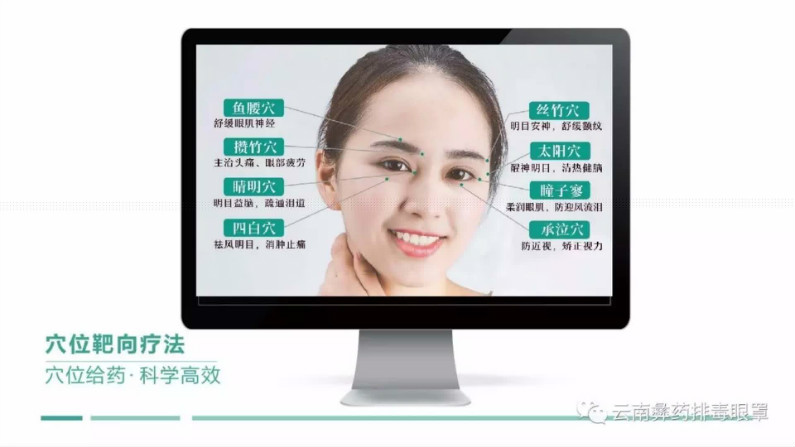 鱼腰穴
舒缓眼肌神经
攒竹穴
主治头痛，眼部疲劳
睛明穴
明目益脑，疏通泪道
四白穴
祛风明目，消肿止痛
丝竹穴
明目安神，舒缓额纹
太阳穴
醒神明目，清热健脑
瞳子寥
柔润眼肌，防迎风流泪
承泣穴
防近视，矫正视力
穴位靶向疗法
穴位给药·科学高效
云南彝药排毒眼罩